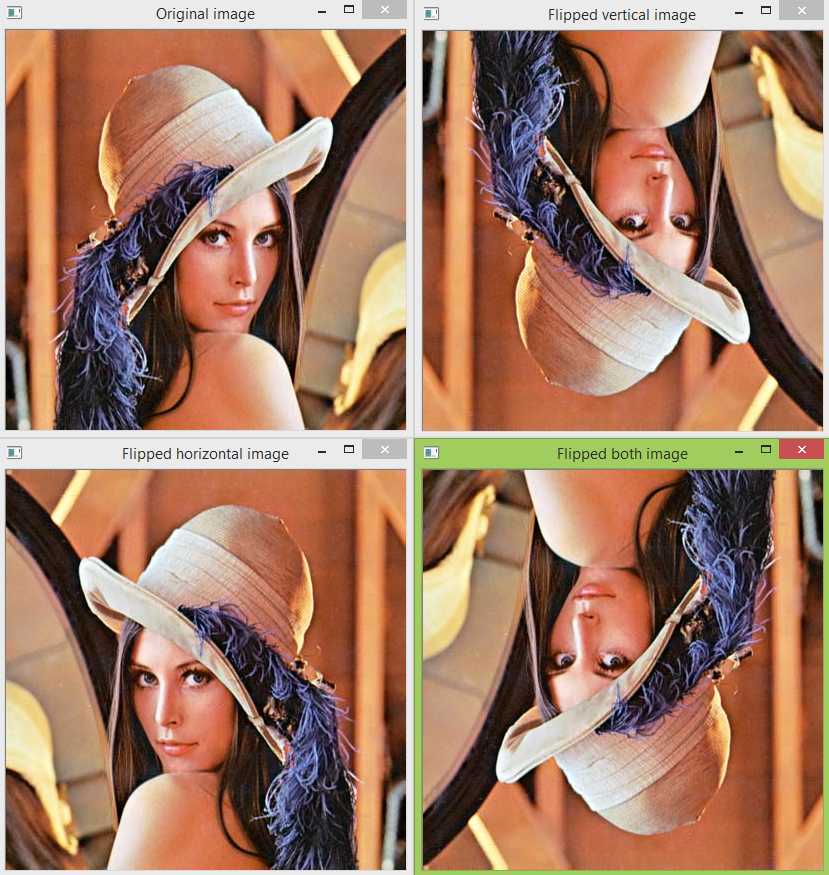 Original image
Flipped vertical image
Flipped horizontal image
Flipped both image